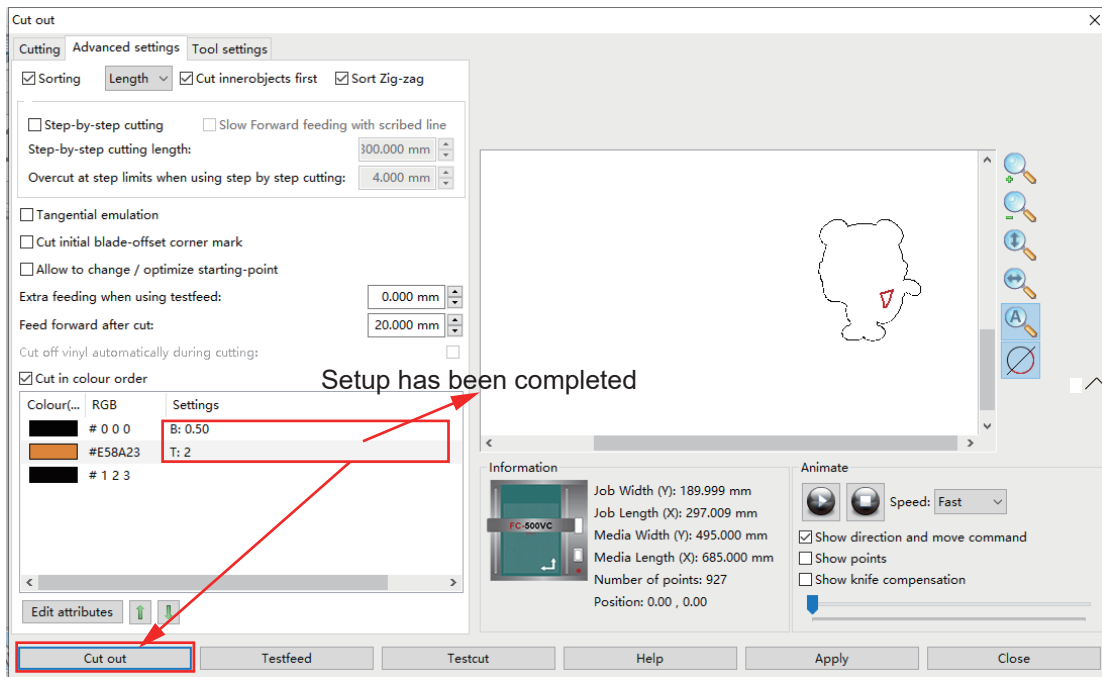 Cut out
Cutting Advanced settings Tool settings
Sorting Length Cut innerobjects first Sort Zig-zag
Step-by-step cutting Slow Forward feeding with scribed line
Step-by-step cutting length: 300.000 mm
Overcut at step limits when using step by step cutting: 4.000 mm
Tangential emulation
Cut initial blade-offset corner mark
Allow to change / optimize starting-point
Extra feeding when using testfeed: 0.000 mm
Feed forward after cut: 20.000 mm
Cut off vinyl automatically during cutting:
Cut in colour order
Setup has been completed
Colour(... RGB Settings
# 0 0 0 B: 0.50
#E58A23 T: 2
# 1 2 3
Edit attributes
A
Information
FC-500VC
Job Width (Y): 189.999 mm
Job Length (X): 297.009 mm
Media Width (Y): 495.000 mm
Media Length (X): 685.000 mm
Number of points: 927
Position: 0.00 , 0.00
Animate
Speed: Fast
Show direction and move command
Show points
Show knife compensation
Cut out Testfeed Testcut Help Apply Close